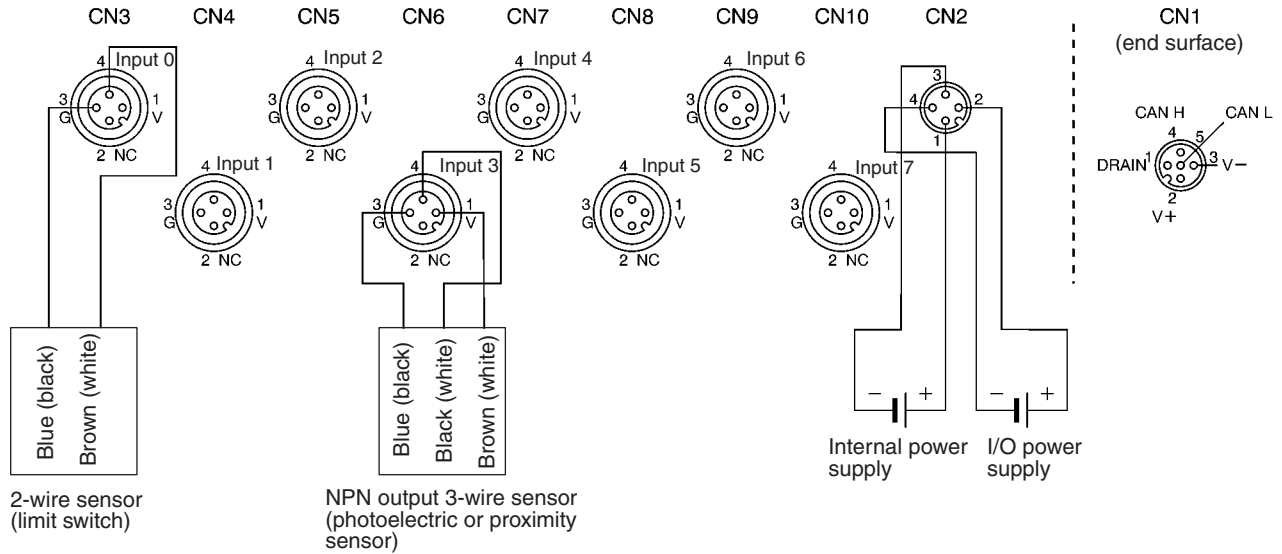 CN3 CN4 CN5 CN6 CN7 CN8 CN9 CN10 CN2 CN1
(end surface)
4 Input 0
3 1
G V
2 NC
4 Input 1
3 1
G V
2 NC
4 Input 2
3 1
G V
2 NC
4 Input 3
3 1
G V
2 NC
4 Input 4
3 1
G V
2 NC
4 Input 5
3 1
G V
2 NC
4 Input 6
3 1
G V
2 NC
4 Input 7
3 1
G V
2 NC
3
4 2
1
CAN H CAN L
4 5
DRAIN 1 3 V−
2
V+
Blue (black)
Brown (white)
2-wire sensor
(limit switch)
Blue (black)
Black (white)
Brown (white)
NPN output 3-wire sensor
(photoelectric or proximity
sensor)
− +
Internal power
supply
− +
I/O power
supply